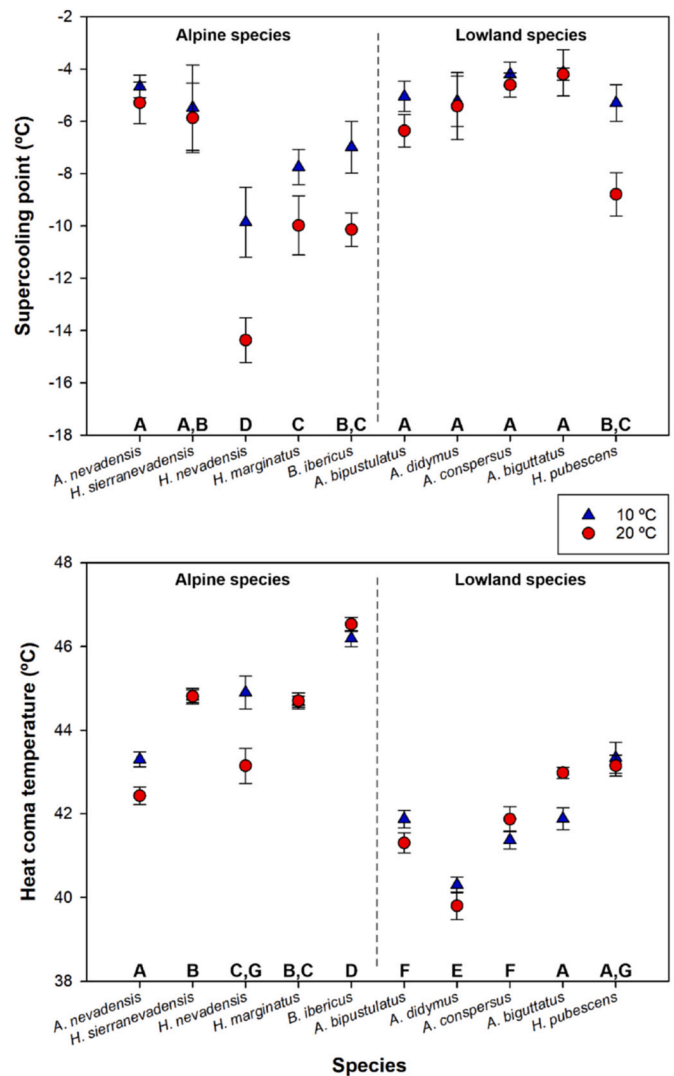 Alpine species Lowland species
Supercooling point (ºC)
-2
-4
-6
-8
-10
-12
-14
-16
-18
A A,B D C B,C A A A A B,C
A. nevadensis
H. sierranevadensis
H. nevadensis
H. marginatus
B. ibericus
A. bipustulatus
A. didymus
A. conspersus
A. biguttatus
H. pubescens
10 ºC
20 ºC
Alpine species Lowland species
Heat coma temperature (ºC)
48
46
44
42
40
38
A B C,G B,C D F E F A A,G
A. nevadensis
H. sierranevadensis
H. nevadensis
H. marginatus
B. ibericus
A. bipustulatus
A. didymus
A. conspersus
A. biguttatus
H. pubescens
Species